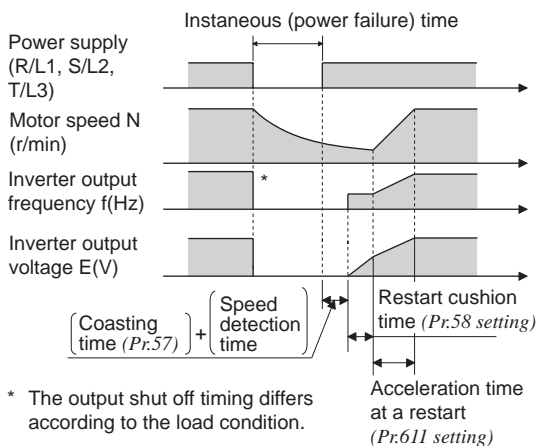 Instaneous (power failure) time
Power supply
(R/L1, S/L2,
T/L3)
Motor speed N
(r/min)
Inverter output
frequency f(Hz)
*
Inverter output
voltage E(V)
Coasting
time (Pr.57)
+
Speed
detection
time
Restart cushion
time (Pr.58 setting)
Acceleration time
at a restart
(Pr.611 setting)
* The output shut off timing differs
according to the load condition.